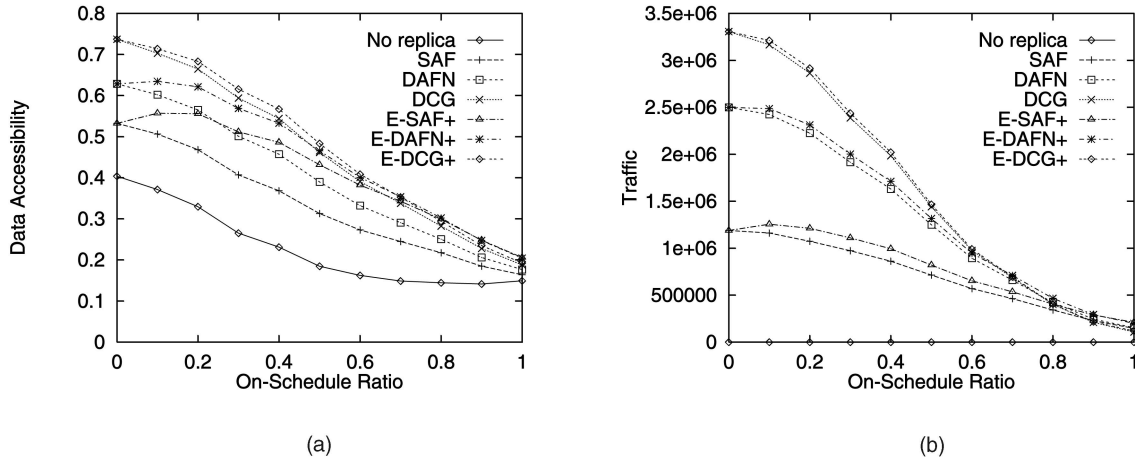 0.8
0.7
0.6
0.5
0.4
0.3
0.2
0.1
0
Data Accessibility
0 0.2 0.4 0.6 0.8 1
On-Schedule Ratio
No replica
SAF
DAFN
DCG
E-SAF+
E-DAFN+
E-DCG+
(a)
3.5e+06
3e+06
2.5e+06
2e+06
1.5e+06
1e+06
500000
0
Traffic
0 0.2 0.4 0.6 0.8 1
On-Schedule Ratio
No replica
SAF
DAFN
DCG
E-SAF+
E-DAFN+
E-DCG+
(b)